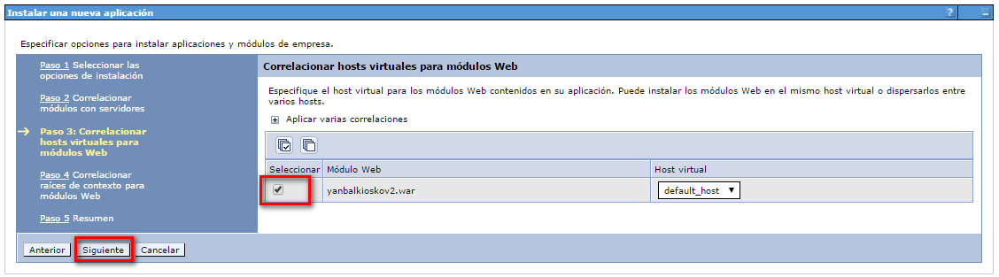 Instalar una nueva aplicación
?
Especificar opciones para instalar aplicaciones y módulos de empresa.
Paso 1 Seleccionar las
opciones de instalación
Paso 2 Correlacionar
módulos con servidores
Paso 3: Correlacionar
hosts virtuales para
módulos Web
Paso 4 Correlacionar
raíces de contexto para
módulos Web
Paso 5 Resumen
Correlacionar hosts virtuales para módulos Web
Especifique el host virtual para los módulos Web contenidos en su aplicación. Puede instalar los módulos Web en el mismo host virtual o dispersarlos entre
varios hosts.
Aplicar varias correlaciones
Seleccionar Módulo Web Host virtual
yanbalkioskov2.war default_host
Anterior Siguiente Cancelar